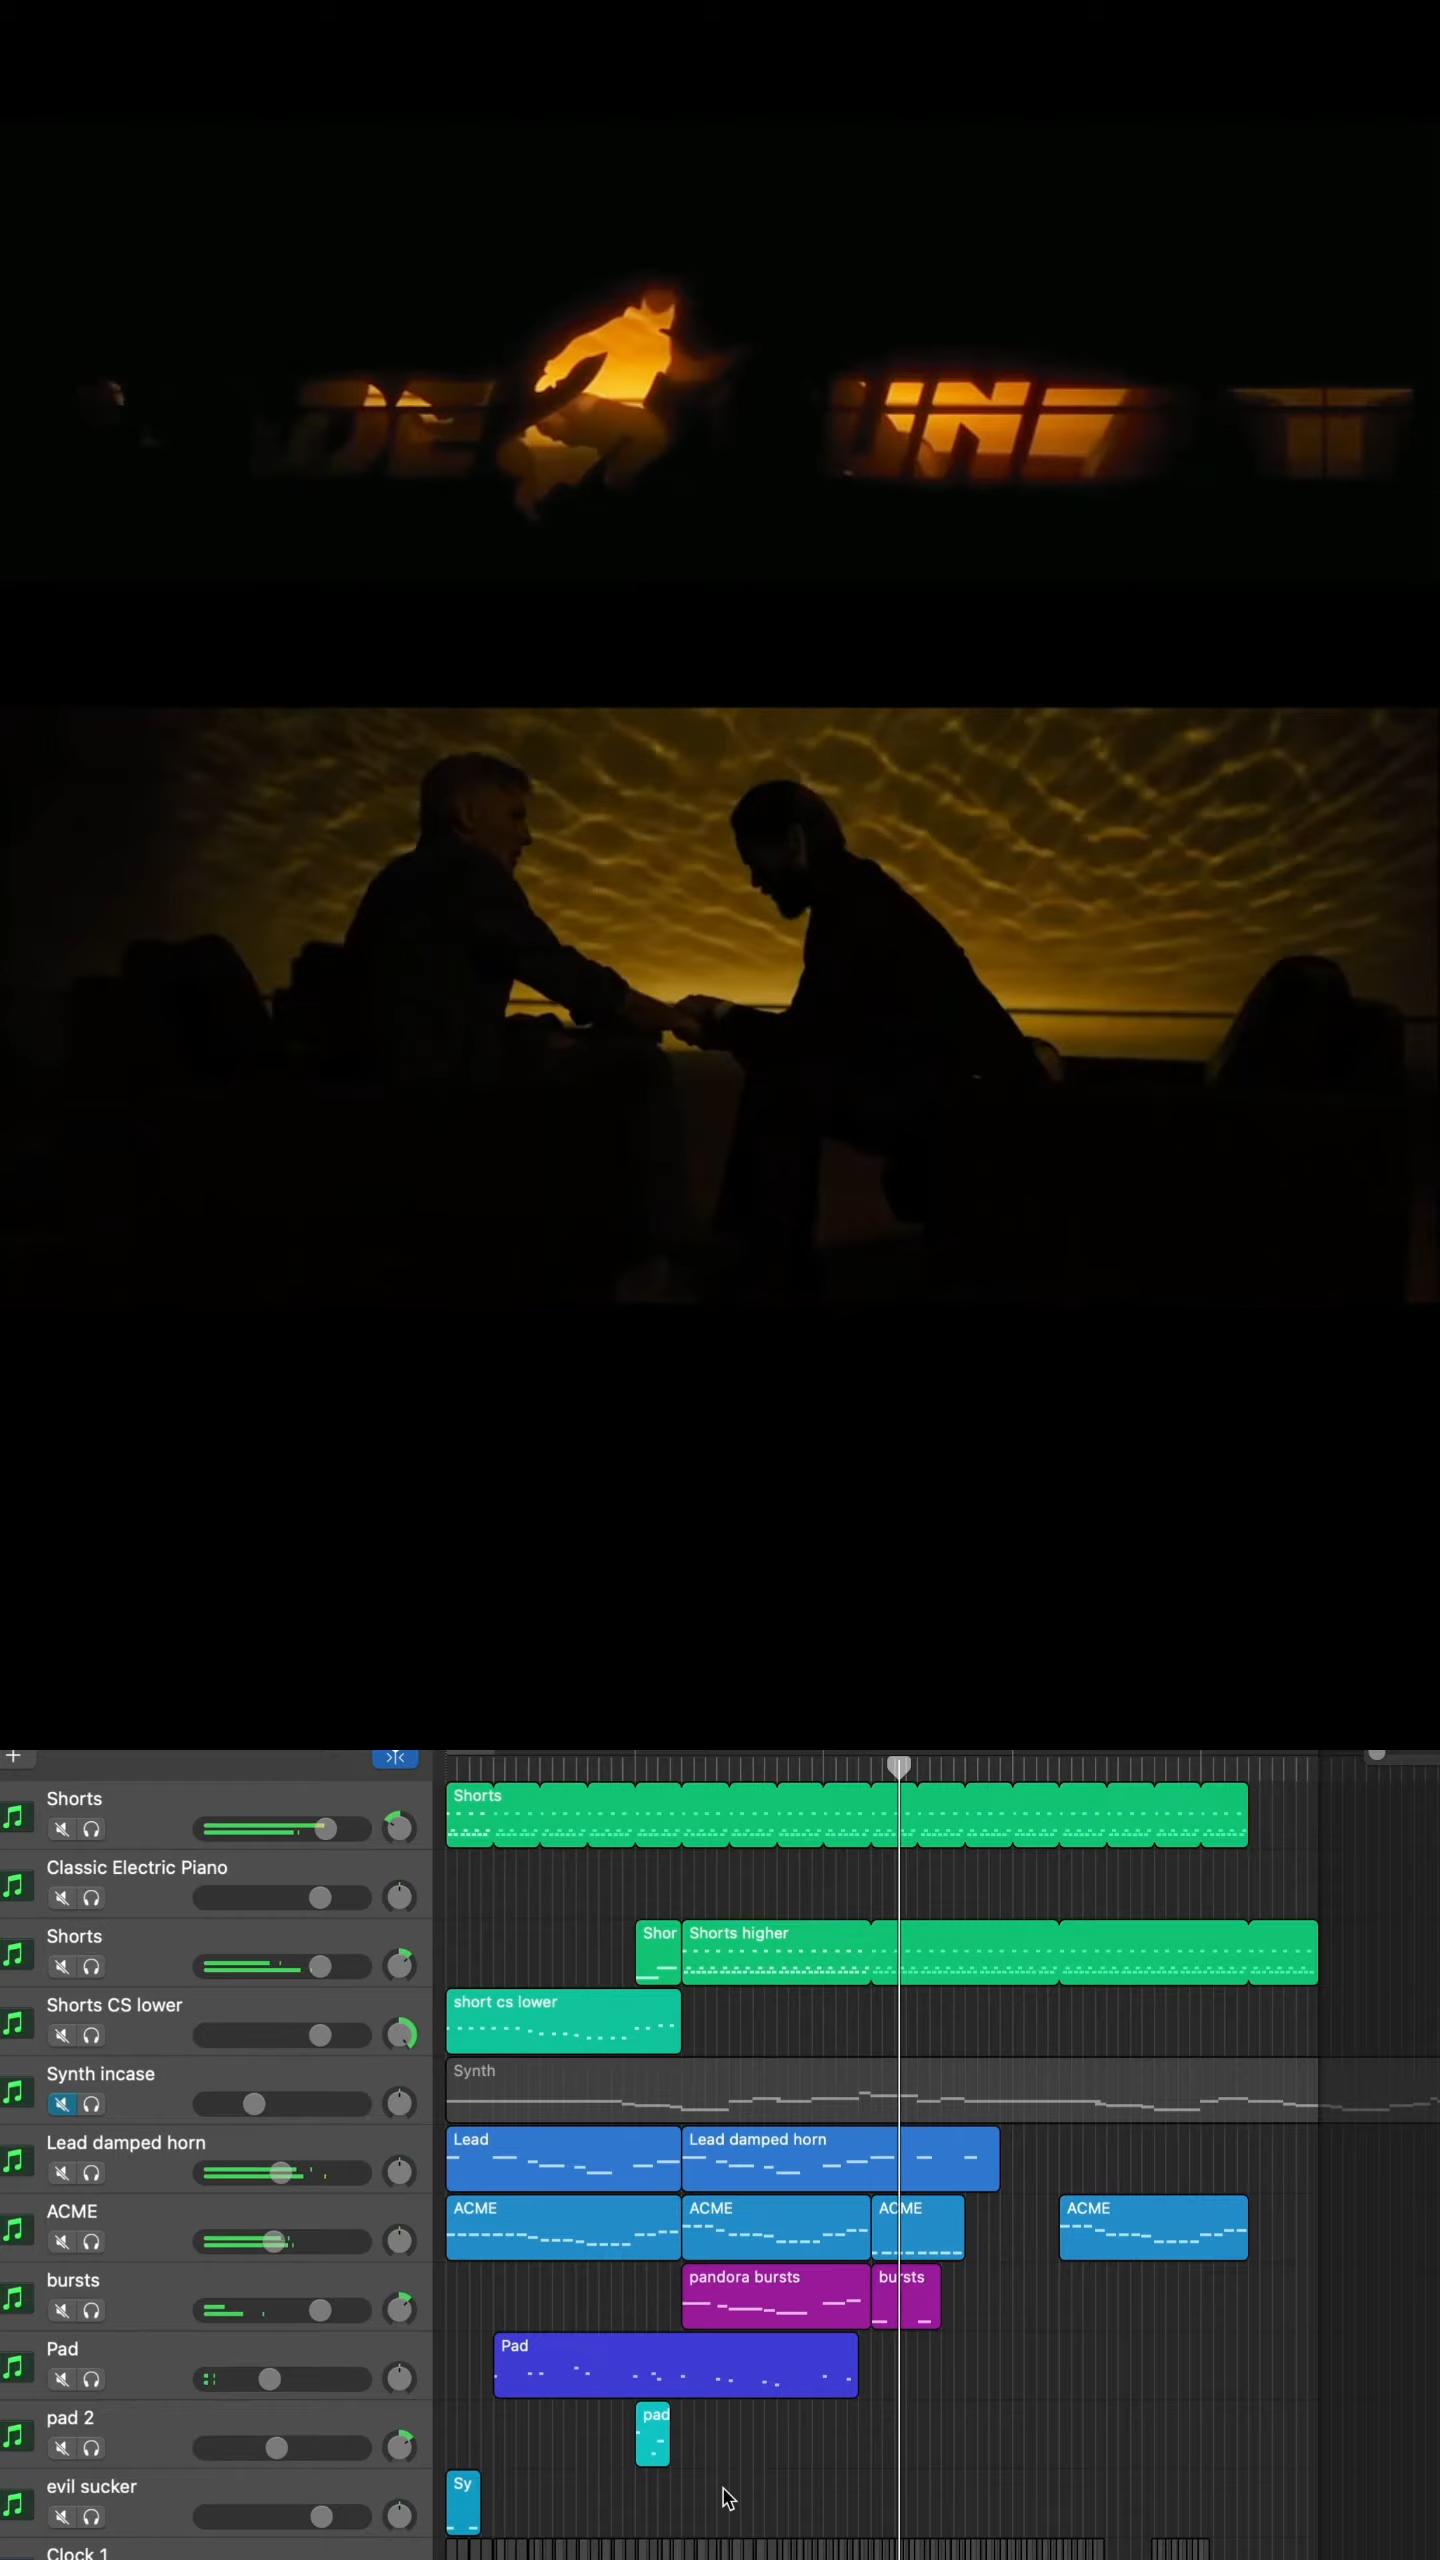 DE UNE
Shorts
Shorts
Classic Electric Piano
Shorts
Shor
Shorts higher
Shorts CS lower
short cs lower
Synth incase
Synth
Lead damped horn
Lead
Lead damped horn
ACME
ACME
ACME
ACME
ACME
bursts
pandora bursts
bursts
Pad
Pad
pad 2
pad
evil sucker
Sy
Clock 1